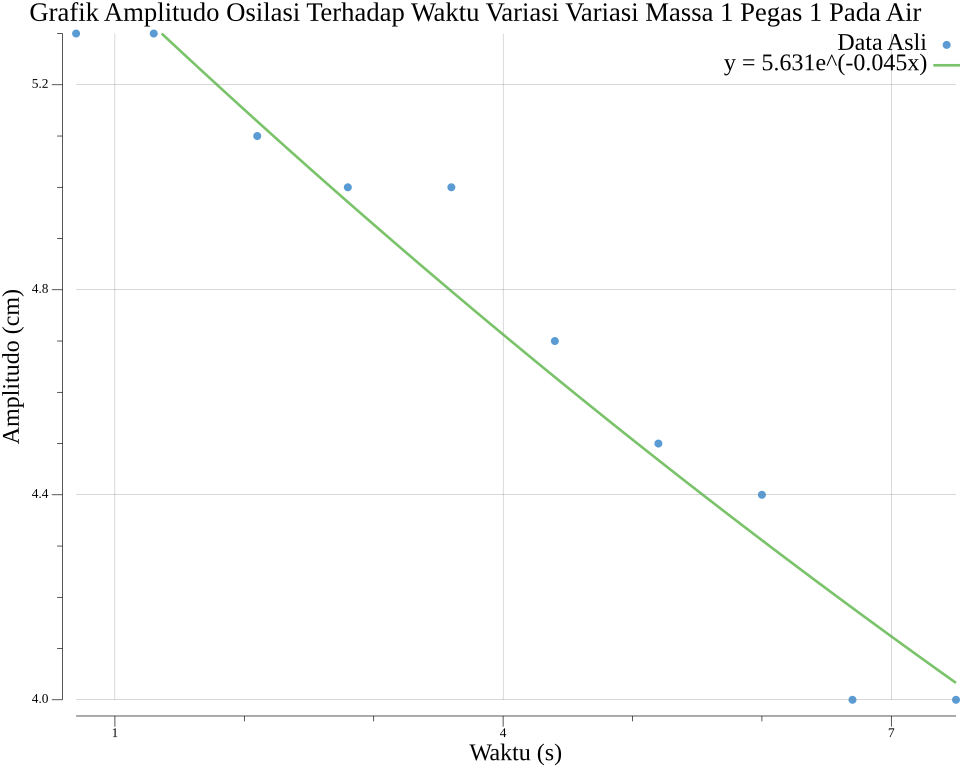 Grafik Amplitudo Osilasi Terhadap Waktu Variasi Variasi Massa 1 Pegas 1 Pada Air
Data Asli
y = 5.631e^(-0.045x)
5.2
4.8
4.4
4.0
Amplitudo (cm)
1
4
7
Waktu (s)